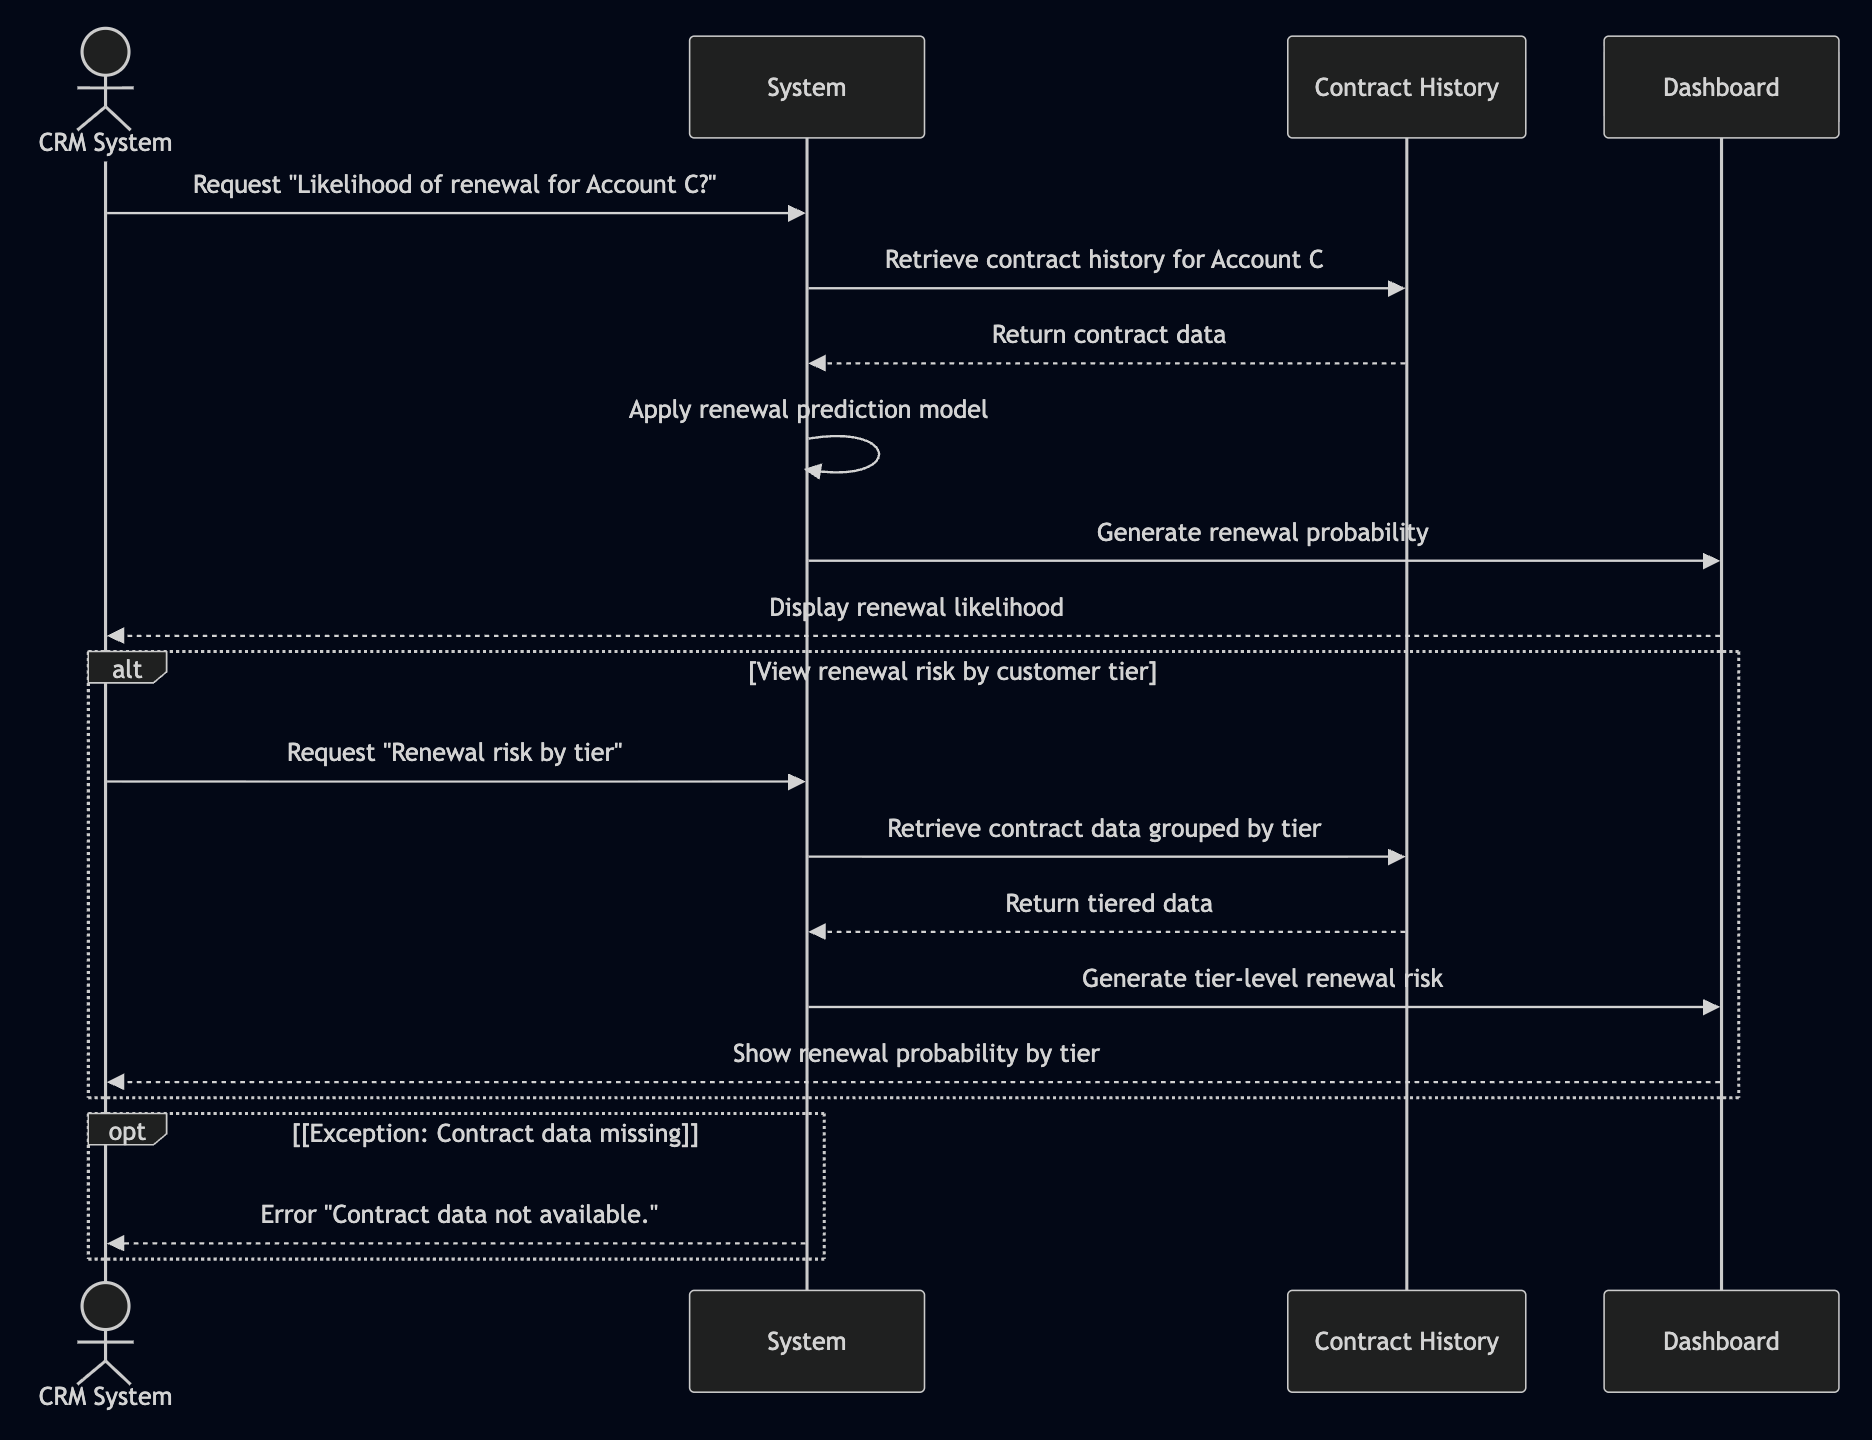 CRM System
System
Contract History
Dashboard
Request "Likelihood of renewal for Account C?"
Retrieve contract history for Account C
Return contract data
Apply renewal prediction model
Generate renewal probability
Display renewal likelihood
alt
[View renewal risk by customer tier]
Request "Renewal risk by tier"
Retrieve contract data grouped by tier
Return tiered data
Generate tier-level renewal risk
Show renewal probability by tier
opt
[[Exception: Contract data missing]]
Error "Contract data not available."
CRM System
System
Contract History
Dashboard